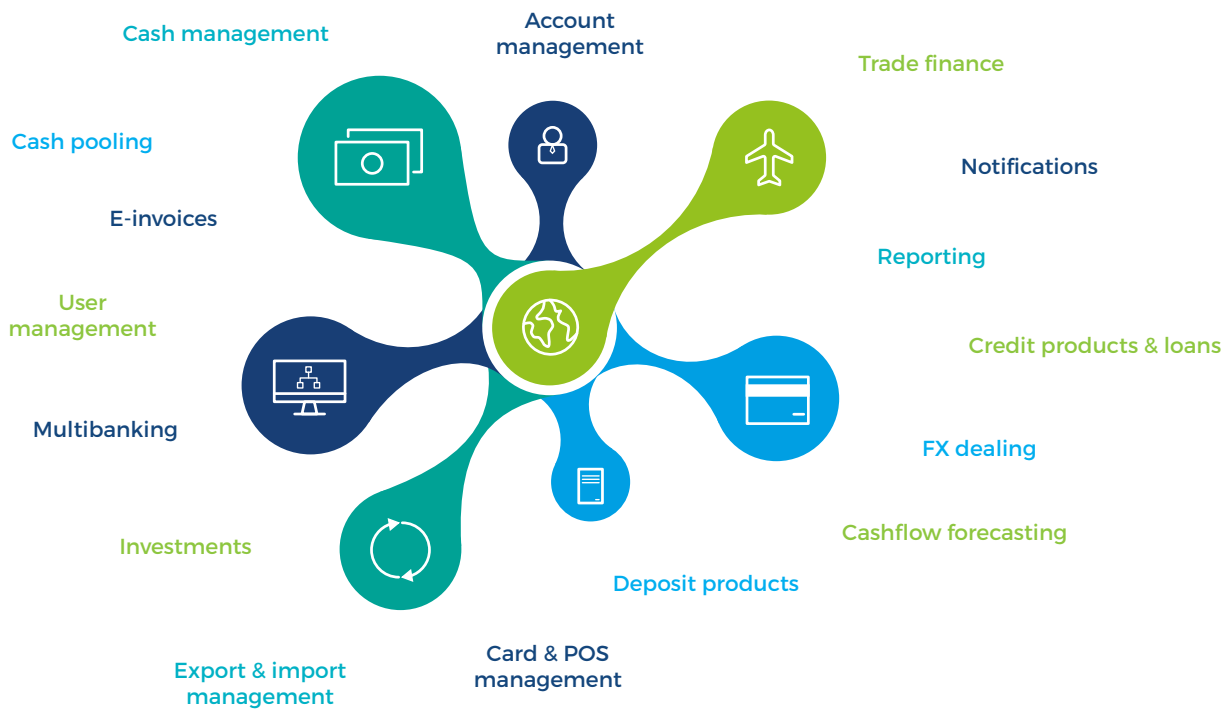 Cash management
Account
management
Trade finance
Cash pooling
Notifications
E-invoices
Reporting
User
management
Credit products & loans
Multibanking
FX dealing
Investments
Cashflow forecasting
Deposit products
Export & import
management
Card & POS
management